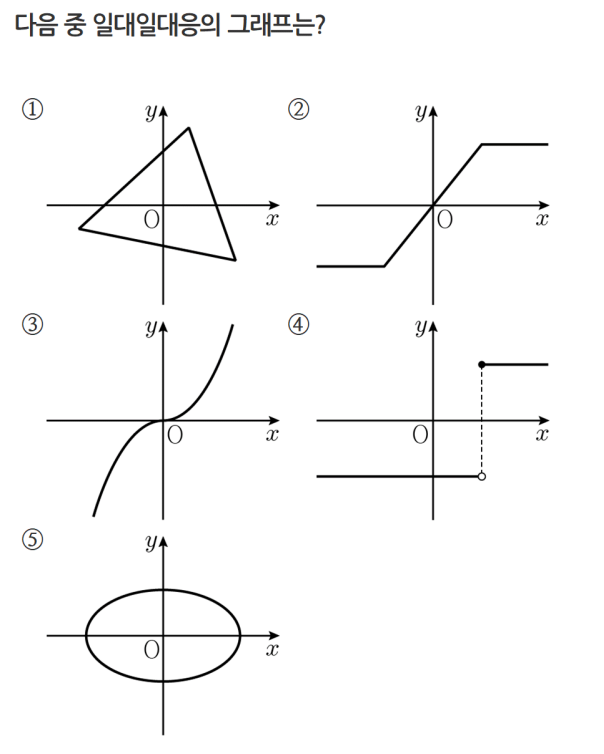 다음 중 일대일대응의 그래프는?
① y O x
② y O x
③ y O x
④ y O x
⑤ y O x